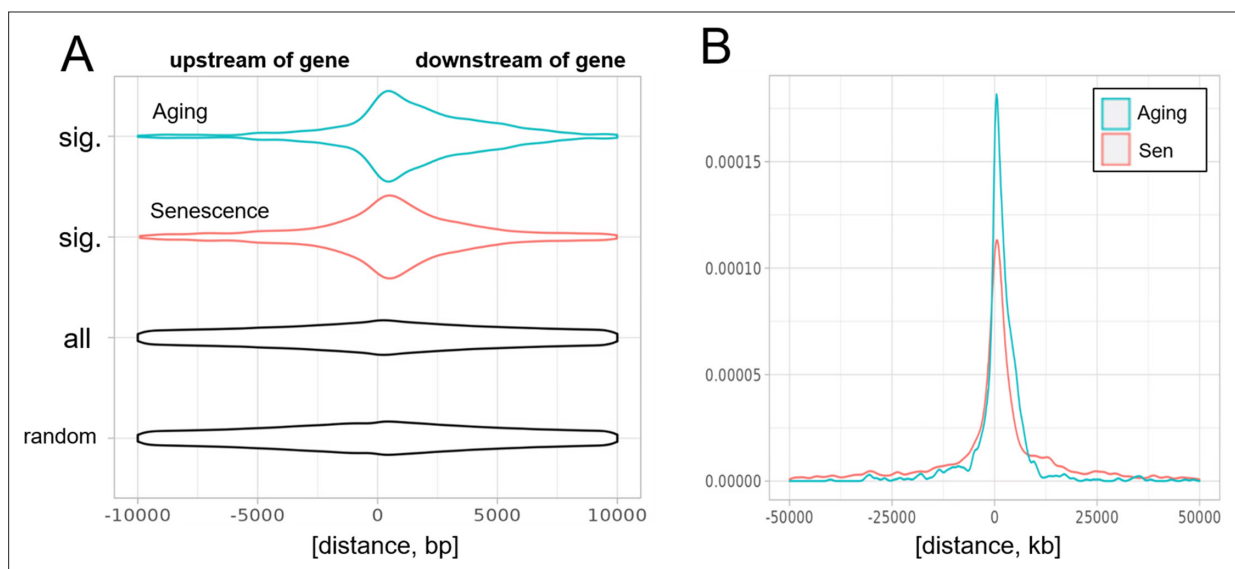 A
upstream of gene downstream of gene
Aging
sig.
Senescence
sig.
all
random
-10000 -5000 0 5000 10000
[distance, bp]
B
Aging
Sen
0.00015
0.00010
0.00005
0.00000
-50000 -25000 0 25000 50000
[distance, kb]